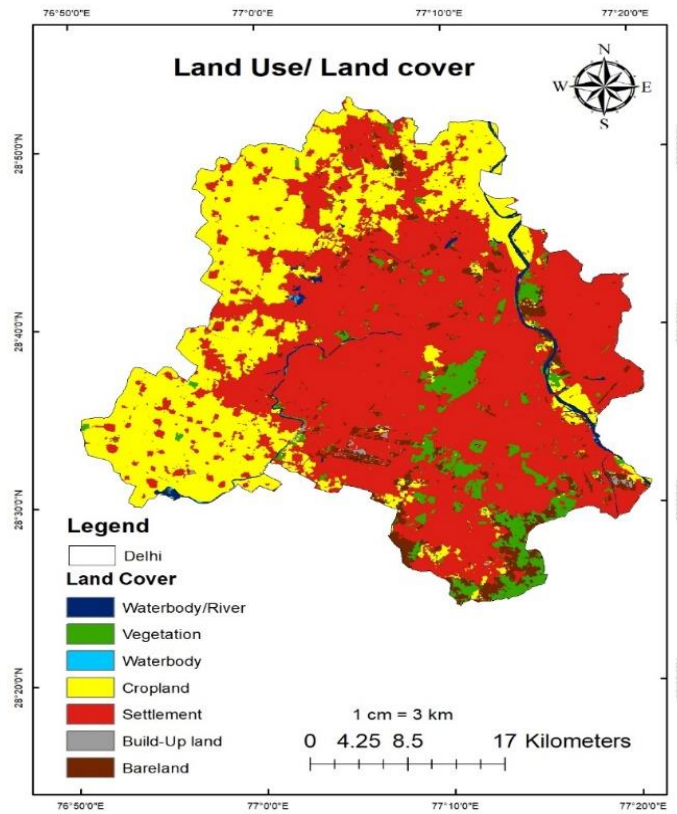 76°50'0"E 77°0'0"E 77°10'0"E 77°20'0"E
Land Use/ Land cover
N
W E
S
28°50'0"N
28°40'0"N
28°30'0"N
28°20'0"N
Legend
Delhi
Land Cover
Waterbody/River
Vegetation
Waterbody
Cropland
Settlement
Build-Up land
Bareland
1 cm = 3 km
0 4.25 8.5 17 Kilometers
76°50'0"E 77°0'0"E 77°10'0"E 77°20'0"E